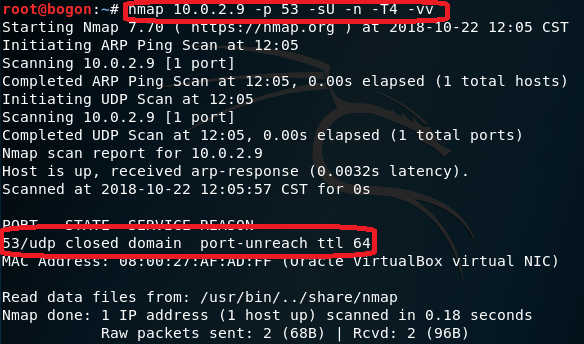 root@bogon:~# nmap 10.0.2.9 -p 53 -sU -n -T4 -vv
Starting Nmap 7.70 ( https://nmap.org ) at 2018-10-22 12:05 CST
Initiating ARP Ping Scan at 12:05
Scanning 10.0.2.9 [1 port]
Completed ARP Ping Scan at 12:05, 0.00s elapsed (1 total hosts)
Initiating UDP Scan at 12:05
Scanning 10.0.2.9 [1 port]
Completed UDP Scan at 12:05, 0.00s elapsed (1 total ports)
Nmap scan report for 10.0.2.9
Host is up, received arp-response (0.0032s latency).
Scanned at 2018-10-22 12:05:57 CST for 0s
PORT STATE SERVICE REASON
53/udp closed domain port-unreach ttl 64
MAC Address: 08:00:27:AF:AD:FF (Oracle VirtualBox virtual NIC)
Read data files from: /usr/bin/../share/nmap
Nmap done: 1 IP address (1 host up) scanned in 0.18 seconds
Raw packets sent: 2 (68B) | Rcvd: 2 (96B)